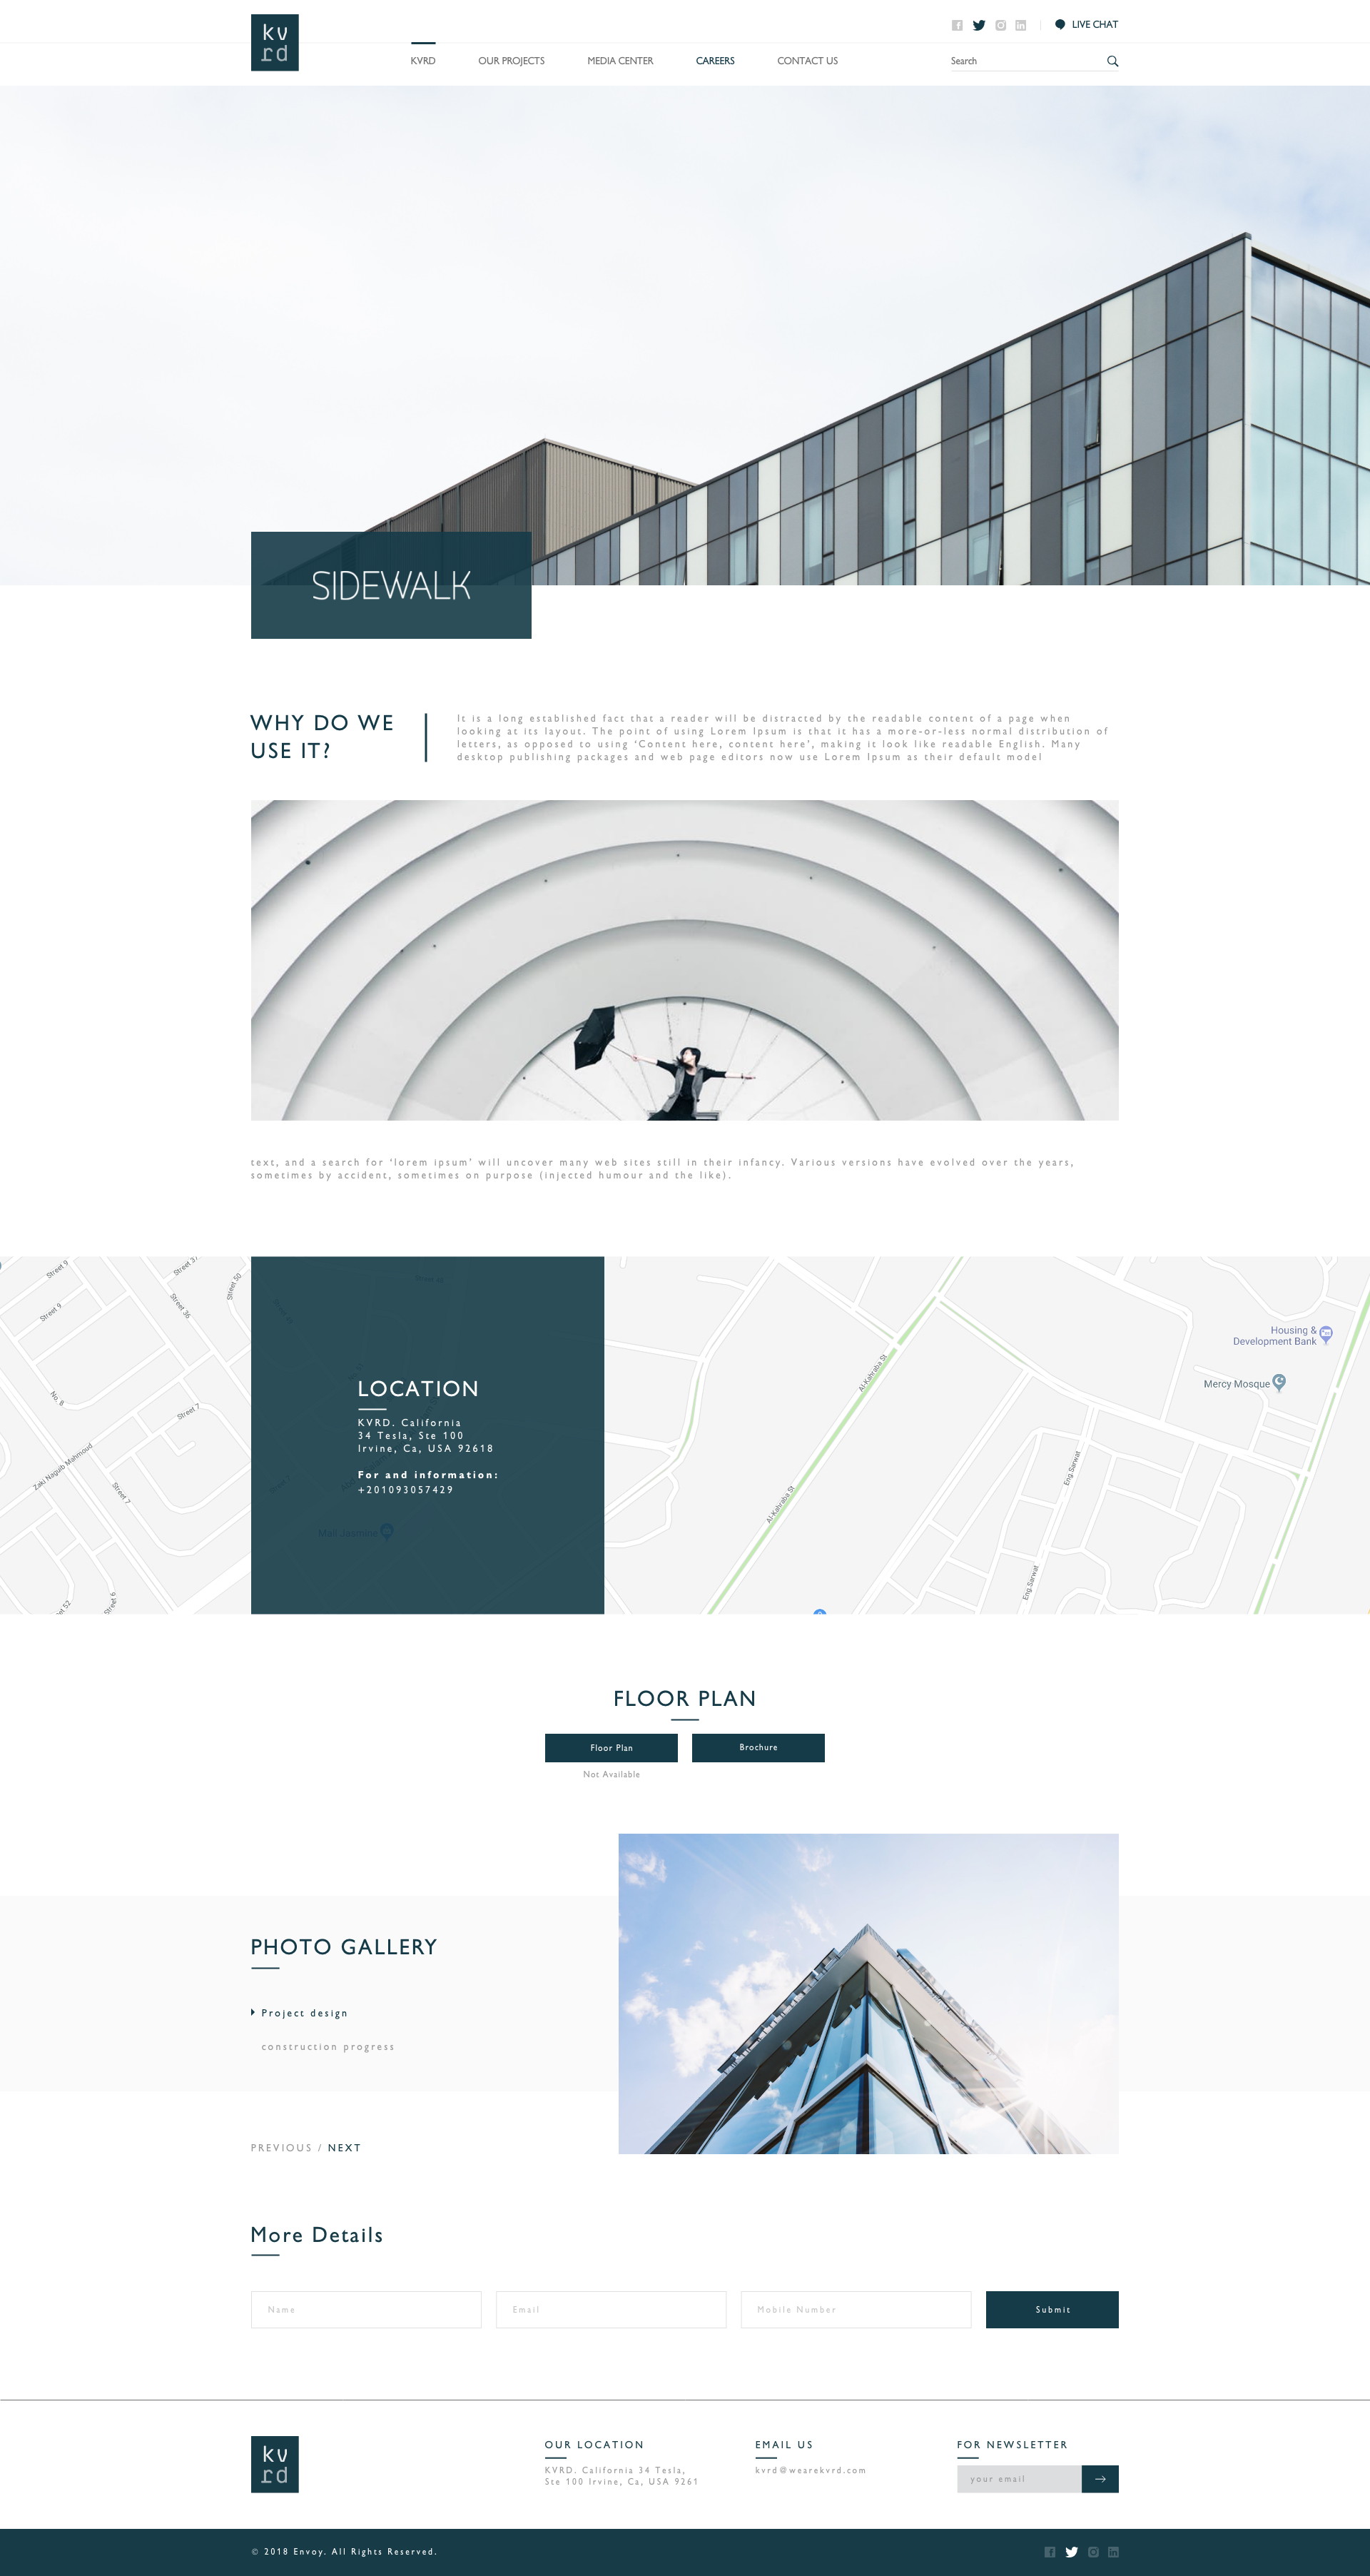 kv
rd
LIVE CHAT
KVRD
OUR PROJECTS
MEDIA CENTER
CAREERS
CONTACT US
Search
SIDEWALK
WHY DO WE
USE IT?
It is a long established fact that a reader will be distracted by the readable content of a page when
looking at its layout. The point of using Lorem Ipsum is that it has a more-or-less normal distribution of
letters, as opposed to using ‘Content here, content here’, making it look like readable English. Many
desktop publishing packages and web page editors now use Lorem Ipsum as their default model
text, and a search for ‘lorem ipsum’ will uncover many web sites still in their infancy. Various versions have evolved over the years,
sometimes by accident, sometimes on purpose (injected humour and the like).
Street 9
Street 37
Street 50
Street 9
Street 36
No. 8
Street 7
Zaki Naguib Mahmoud
Street 7
Street 6
LOCATION
KVRD. California
34 Tesla, Ste 100
Irvine, Ca, USA 92618
For and information:
+201093057429
Al-Kahraba St
Al-Kahraba St
Housing &
Development Bank
Mercy Mosque
Eng.Sarwat
Eng.Sarwat
FLOOR PLAN
Floor Plan
Brochure
Not Available
PHOTO GALLERY
Project design
construction progress
PREVIOUS / NEXT
More Details
Name
Email
Mobile Number
Submit
kv
rd
OUR LOCATION
KVRD. California 34 Tesla,
Ste 100 Irvine, Ca, USA 9261
EMAIL US
kvrd@wearekvrd.com
FOR NEWSLETTER
your email
© 2018 Envoy. All Rights Reserved.